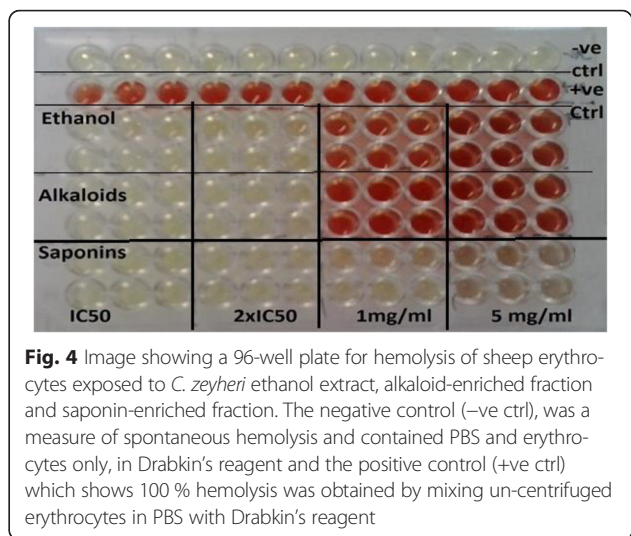 -ve
ctrl
+ve
Ctrl
Ethanol
Alkaloids
Saponins
IC50 2xIC50 1mg/ml 5 mg/ml
Fig. 4 Image showing a 96-well plate for hemolysis of sheep erythro-
cytes exposed to C. zeyheri ethanol extract, alkaloid-enriched fraction
and saponin-enriched fraction. The negative control (−ve ctrl), was a
measure of spontaneous hemolysis and contained PBS and erythro-
cytes only, in Drabkin's reagent and the positive control (+ve ctrl)
which shows 100 % hemolysis was obtained by mixing un-centrifuged
erythrocytes in PBS with Drabkin's reagent